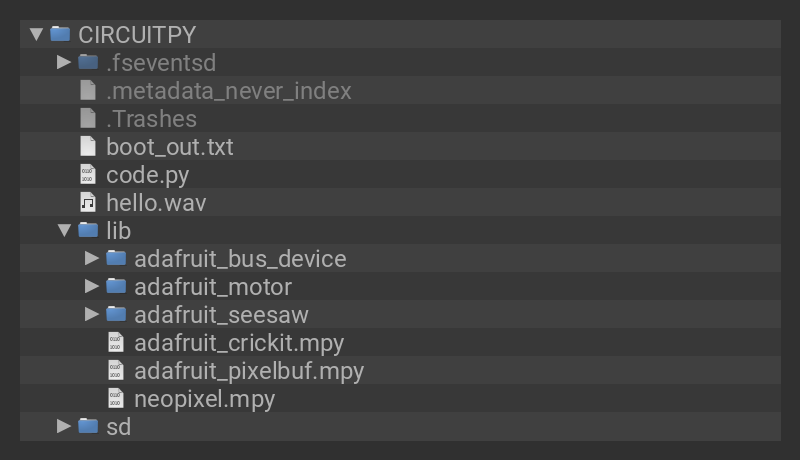 CIRCUITPY
.fseventsd
.metadata_never_index
.Trashes
boot_out.txt
code.py
hello.wav
lib
adafruit_bus_device
adafruit_motor
adafruit_seesaw
adafruit_crickit.mpy
adafruit_pixelbuf.mpy
neopixel.mpy
sd